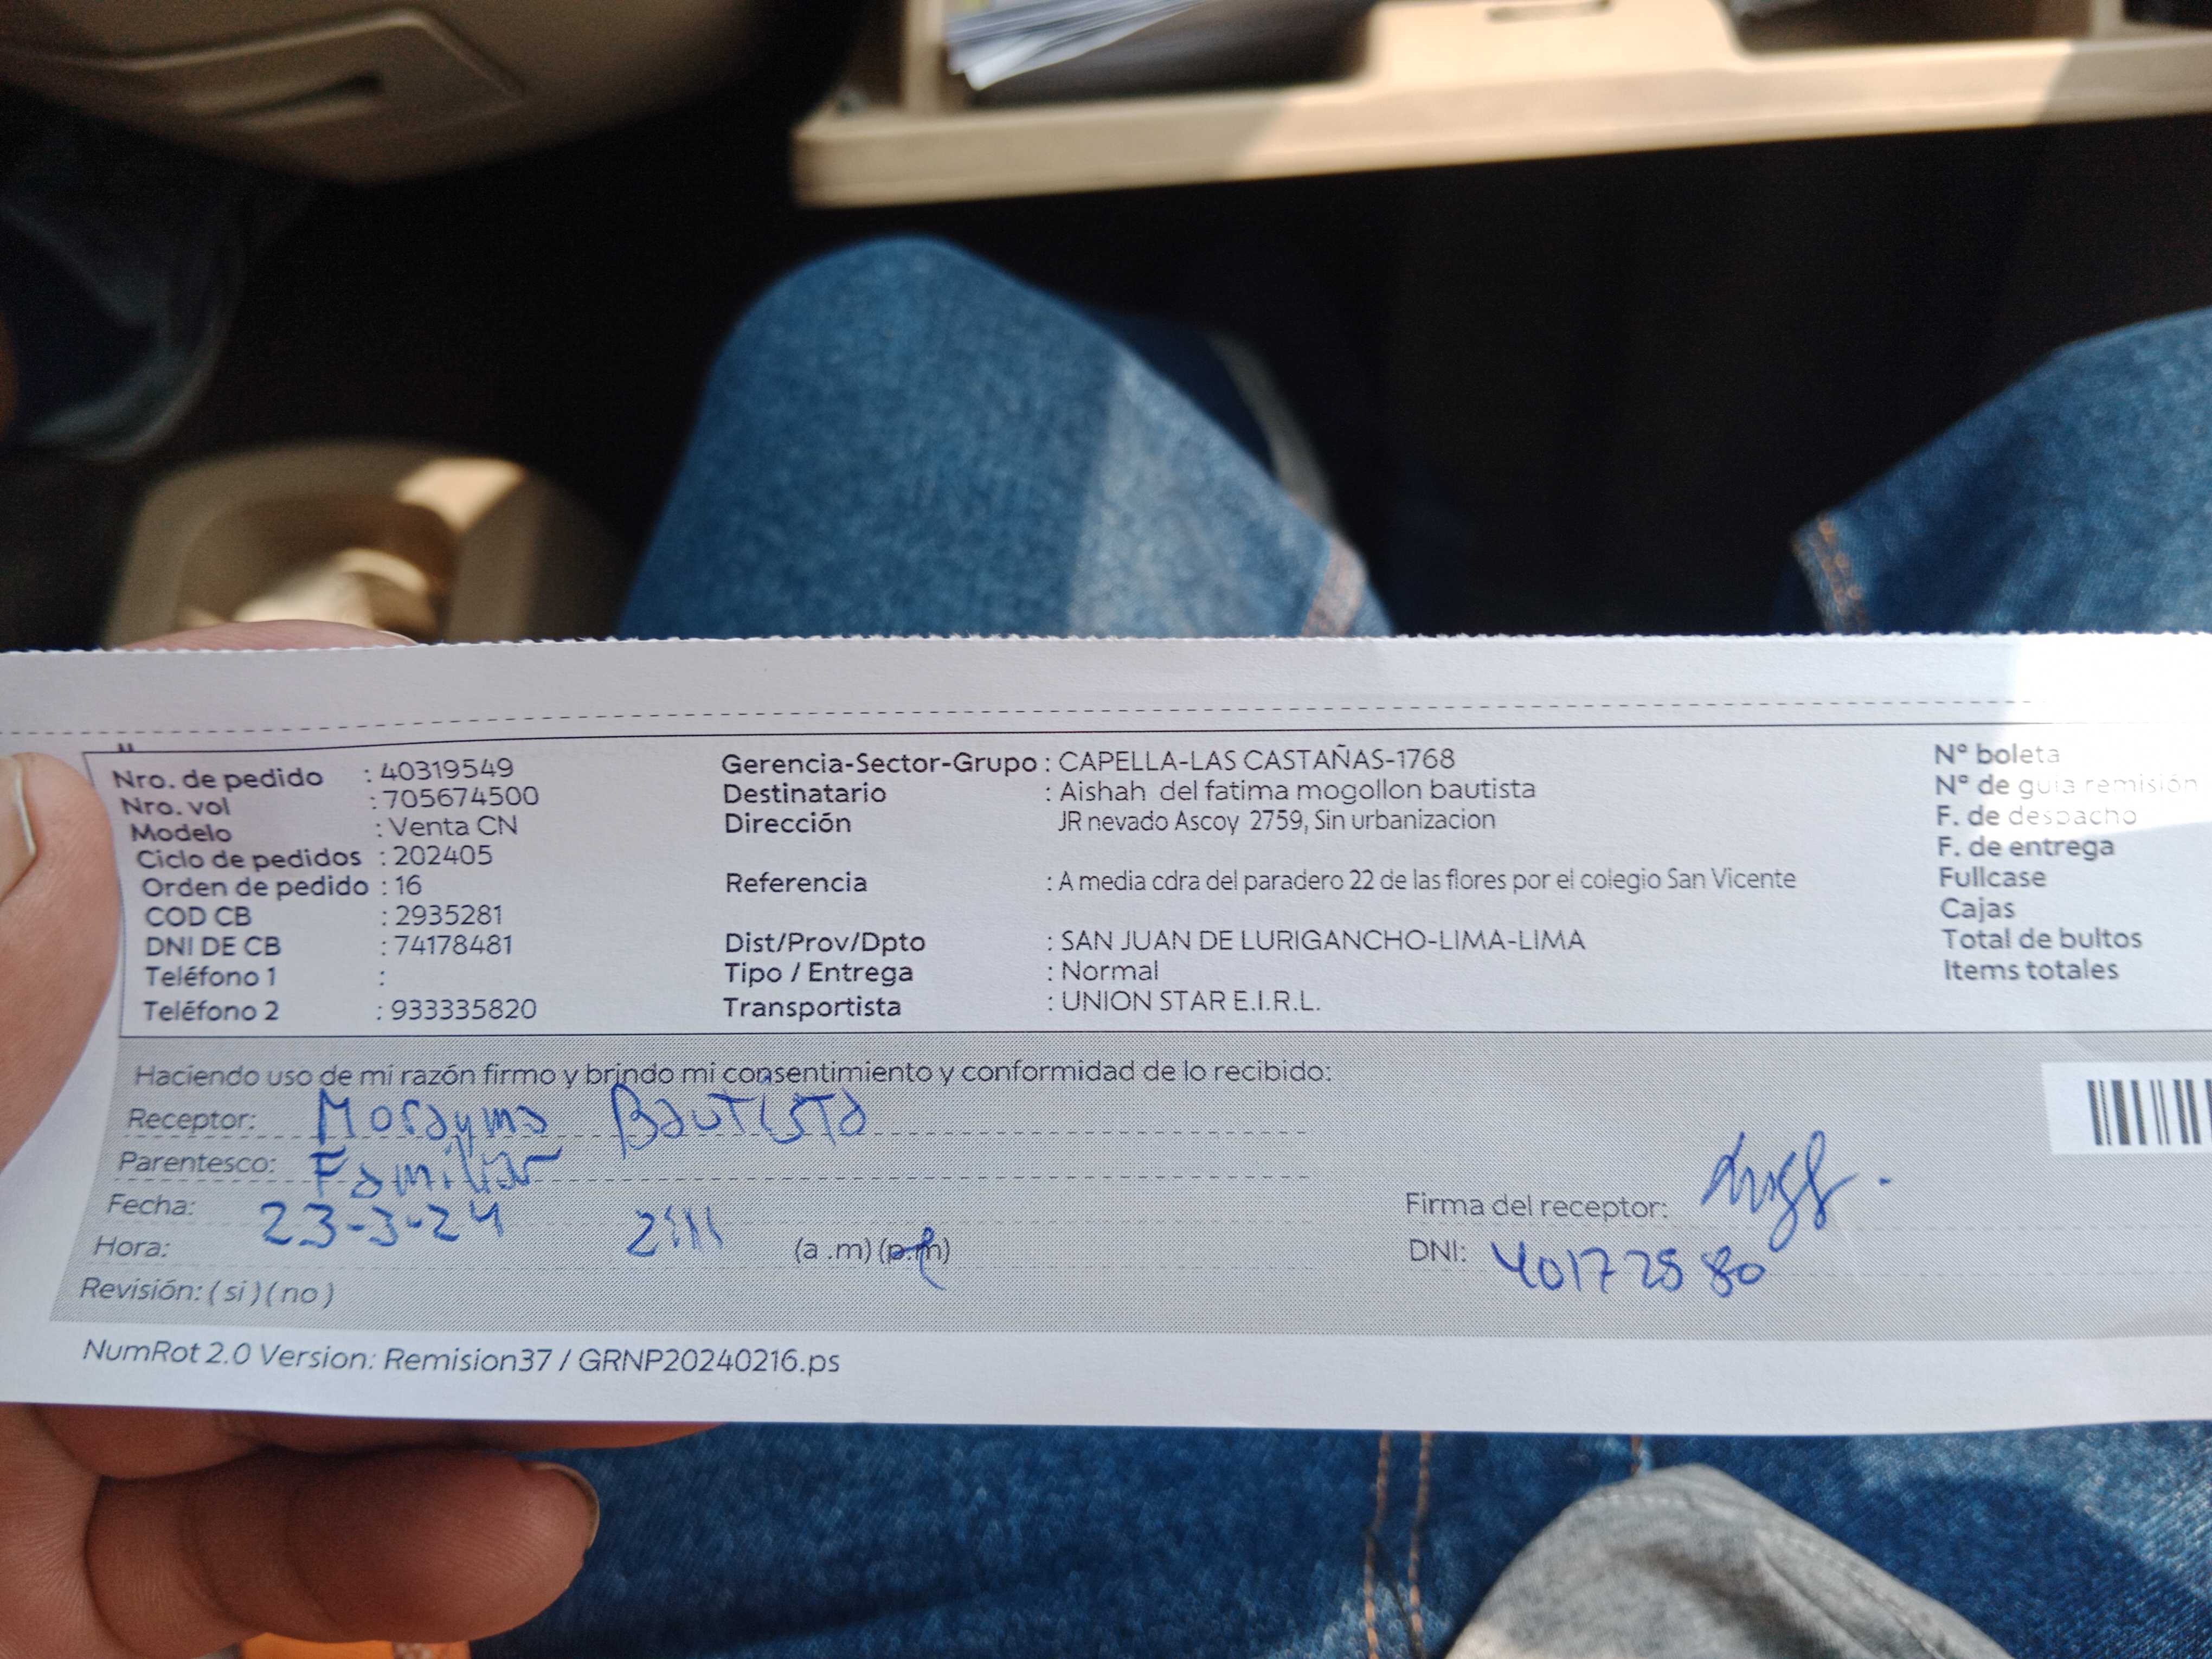 Nro. de pedido : 40319549
Nro. vol : 705674500
Modelo : Venta CN
Ciclo de pedidos : 202405
Orden de pedido : 16
COD CB : 2935281
DNI DE CB : 74178481
Teléfono 1 :
Teléfono 2 : 933335820
Gerencia-Sector-Grupo : CAPELLA-LAS CASTAÑAS-1768
Destinatario : Aishah del fatima mogollon bautista
Dirección JR nevado Ascoy 2759, Sin urbanizacion
Referencia : A media cdra del paradero 22 de las flores por el colegio San Vicente
Dist/Prov/Dpto : SAN JUAN DE LURIGANCHO-LIMA-LIMA
Tipo / Entrega : Normal
Transportista : UNION STAR E.I.R.L.
N° boleta
N° de guia remisión
F. de despacho
F. de entrega
Fullcase
Cajas
Total de bultos
Items totales
Haciendo uso de mi razón firmo y brindo mi consentimiento y conformidad de lo recibido:
Receptor: Morayma Bautista
Parentesco: Familiar
Fecha: 23-3-24
Hora: 2:11 (a .m) (p.m)
Revisión: ( si ) ( no )
Firma del receptor:
DNI: 401772580
NumRot 2.0 Version: Remision37 / GRNP20240216.ps